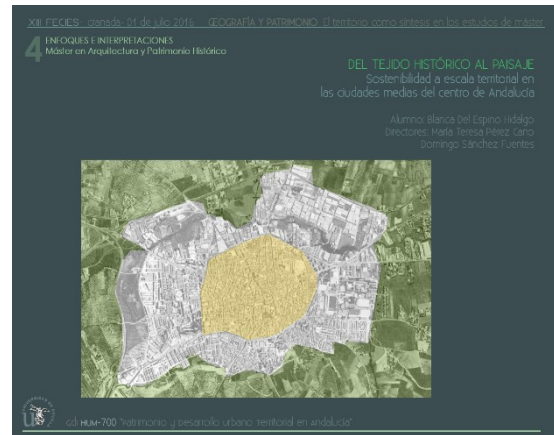 XIII FECIES · Granada- 01 de julio 2016 GEOGRAFÍA Y PATRIMONIO. El territorio como síntesis en los estudios de máster
4 ENFOQUES E INTERPRETACIONES
Máster en Arquitectura y Patrimonio Histórico
DEL TEJIDO HISTÓRICO AL PAISAJE
Sostenibilidad a escala territorial en
las ciudades medias del centro de Andalucía
Alumno: Blanca Del Espino Hidalgo
Directores: María Teresa Pérez Cano
Domingo Sánchez Fuentes
HUM-700 "Patrimonio y Desarrollo urbano Territorial en Andalucía"